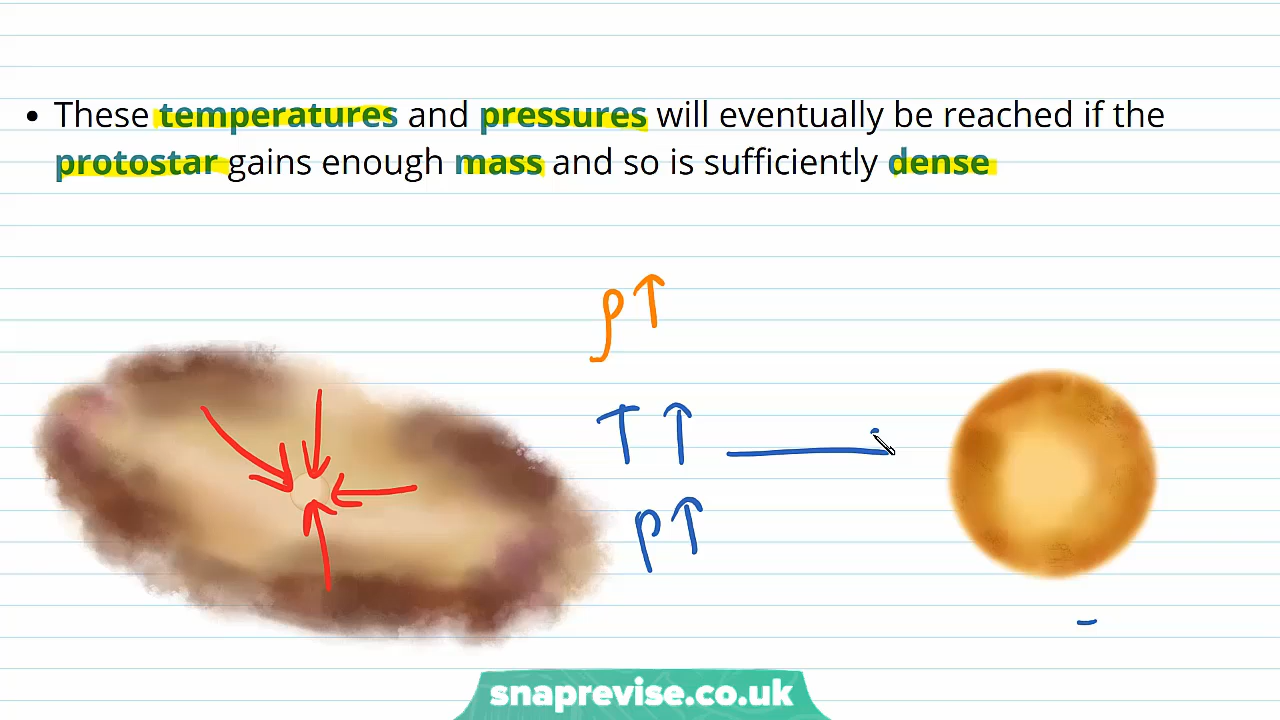 • These temperatures and pressures will eventually be reached if the
protostar gains enough mass and so is sufficiently dense
ρ↑
T↑
P↑
snaprevise.co.uk